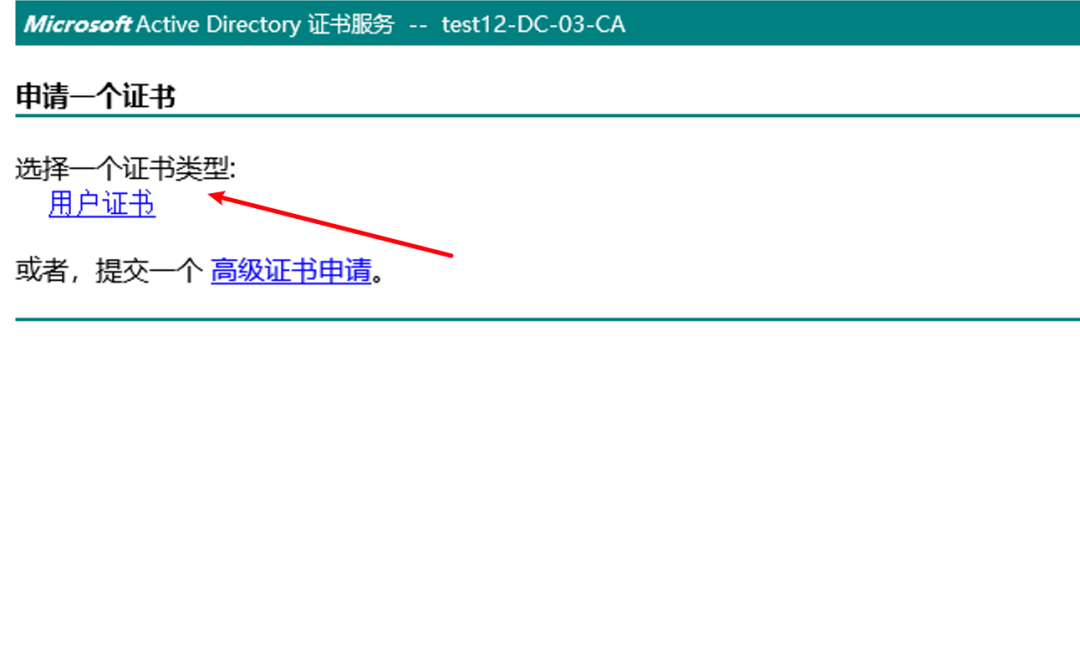 Microsoft Active Directory 证书服务 -- test12-DC-03-CA
申请一个证书
选择一个证书类型:
用户证书
或者，提交一个 高级证书申请。